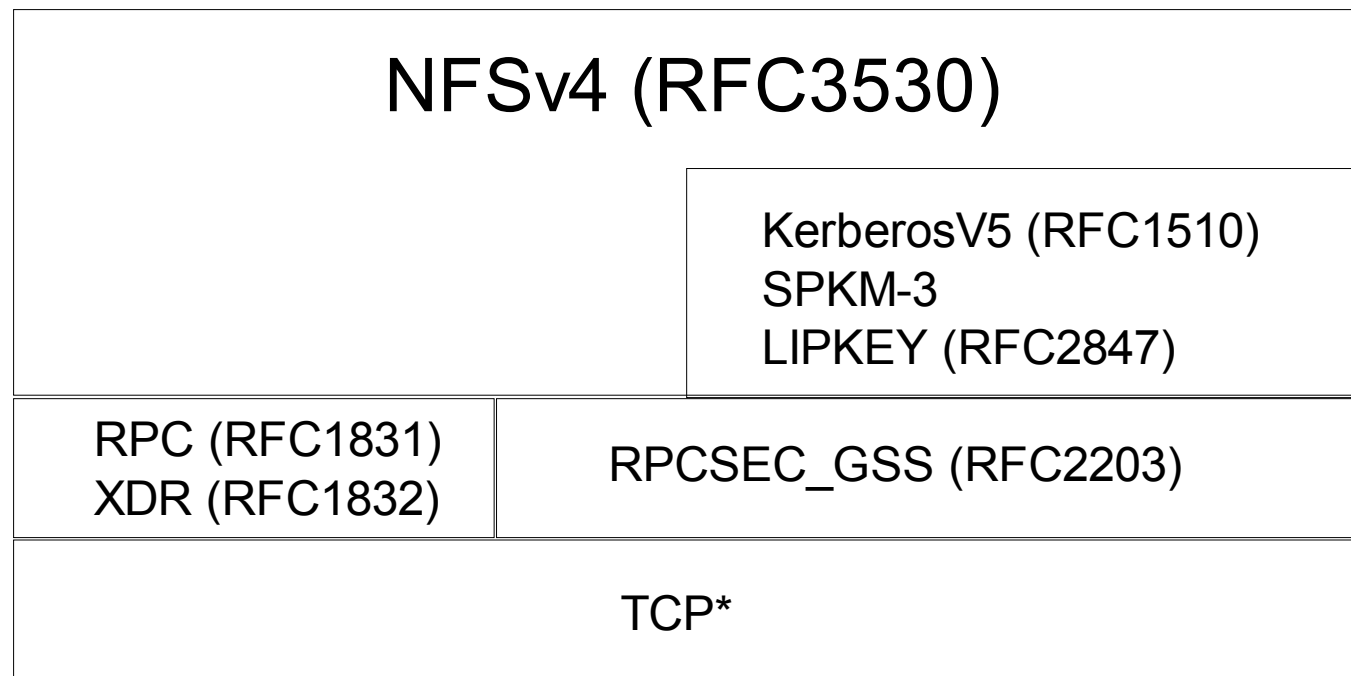 NFSv4 (RFC3530)
KerberosV5 (RFC1510)
SPKM-3
LIPKEY (RFC2847)
RPC (RFC1831)
XDR (RFC1832)
RPCSEC_GSS (RFC2203)
TCP*